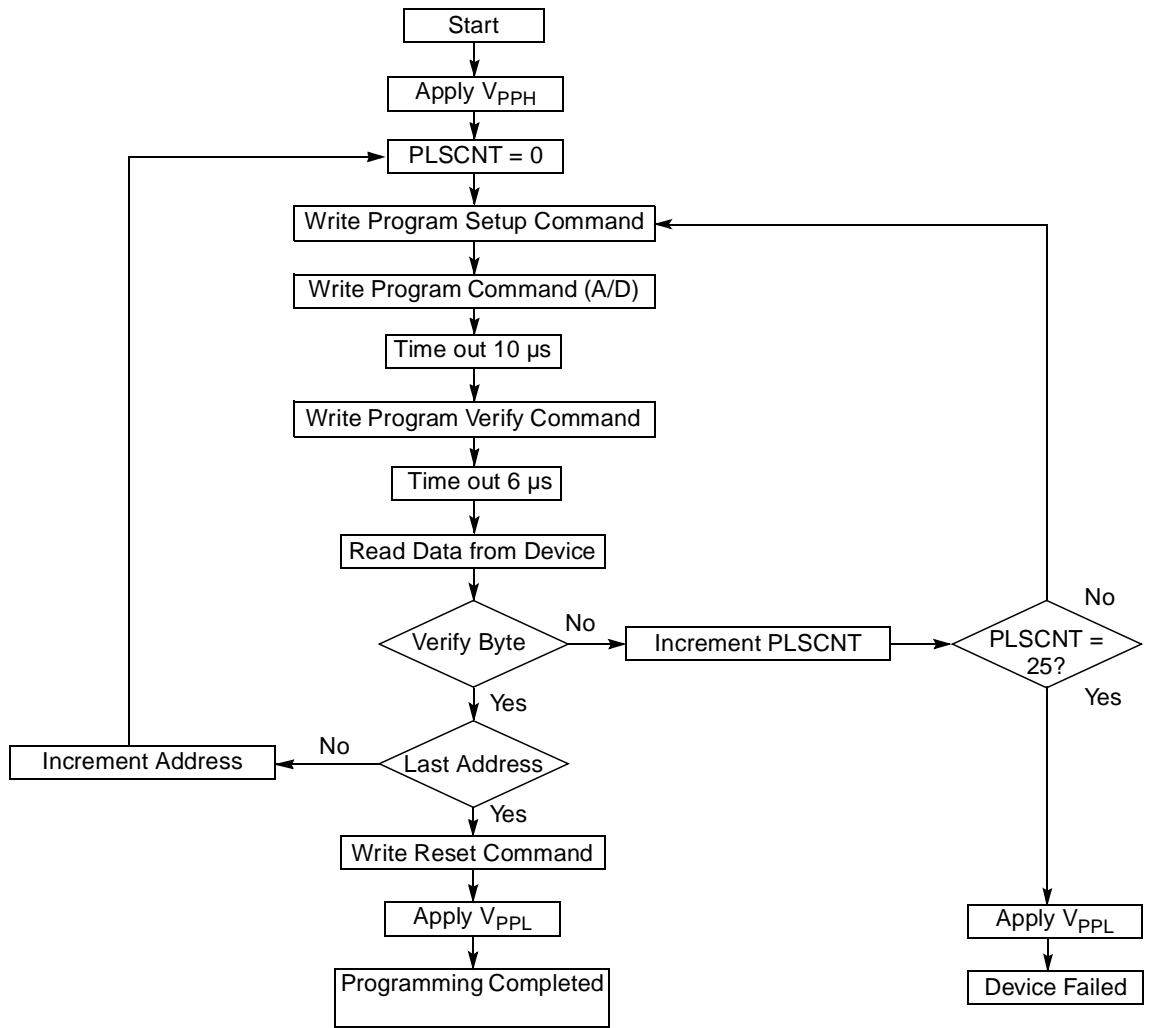 Start
Apply VPPH
PLSCNT = 0
Write Program Setup Command
Write Program Command (A/D)
Time out 10 µs
Write Program Verify Command
Time out 6 µs
Read Data from Device
Verify Byte
No
Increment PLSCNT
No
PLSCNT =
25?
Yes
Yes
Increment Address
No
Last Address
Yes
Write Reset Command
Apply VPPL
Programming Completed
Apply VPPL
Device Failed